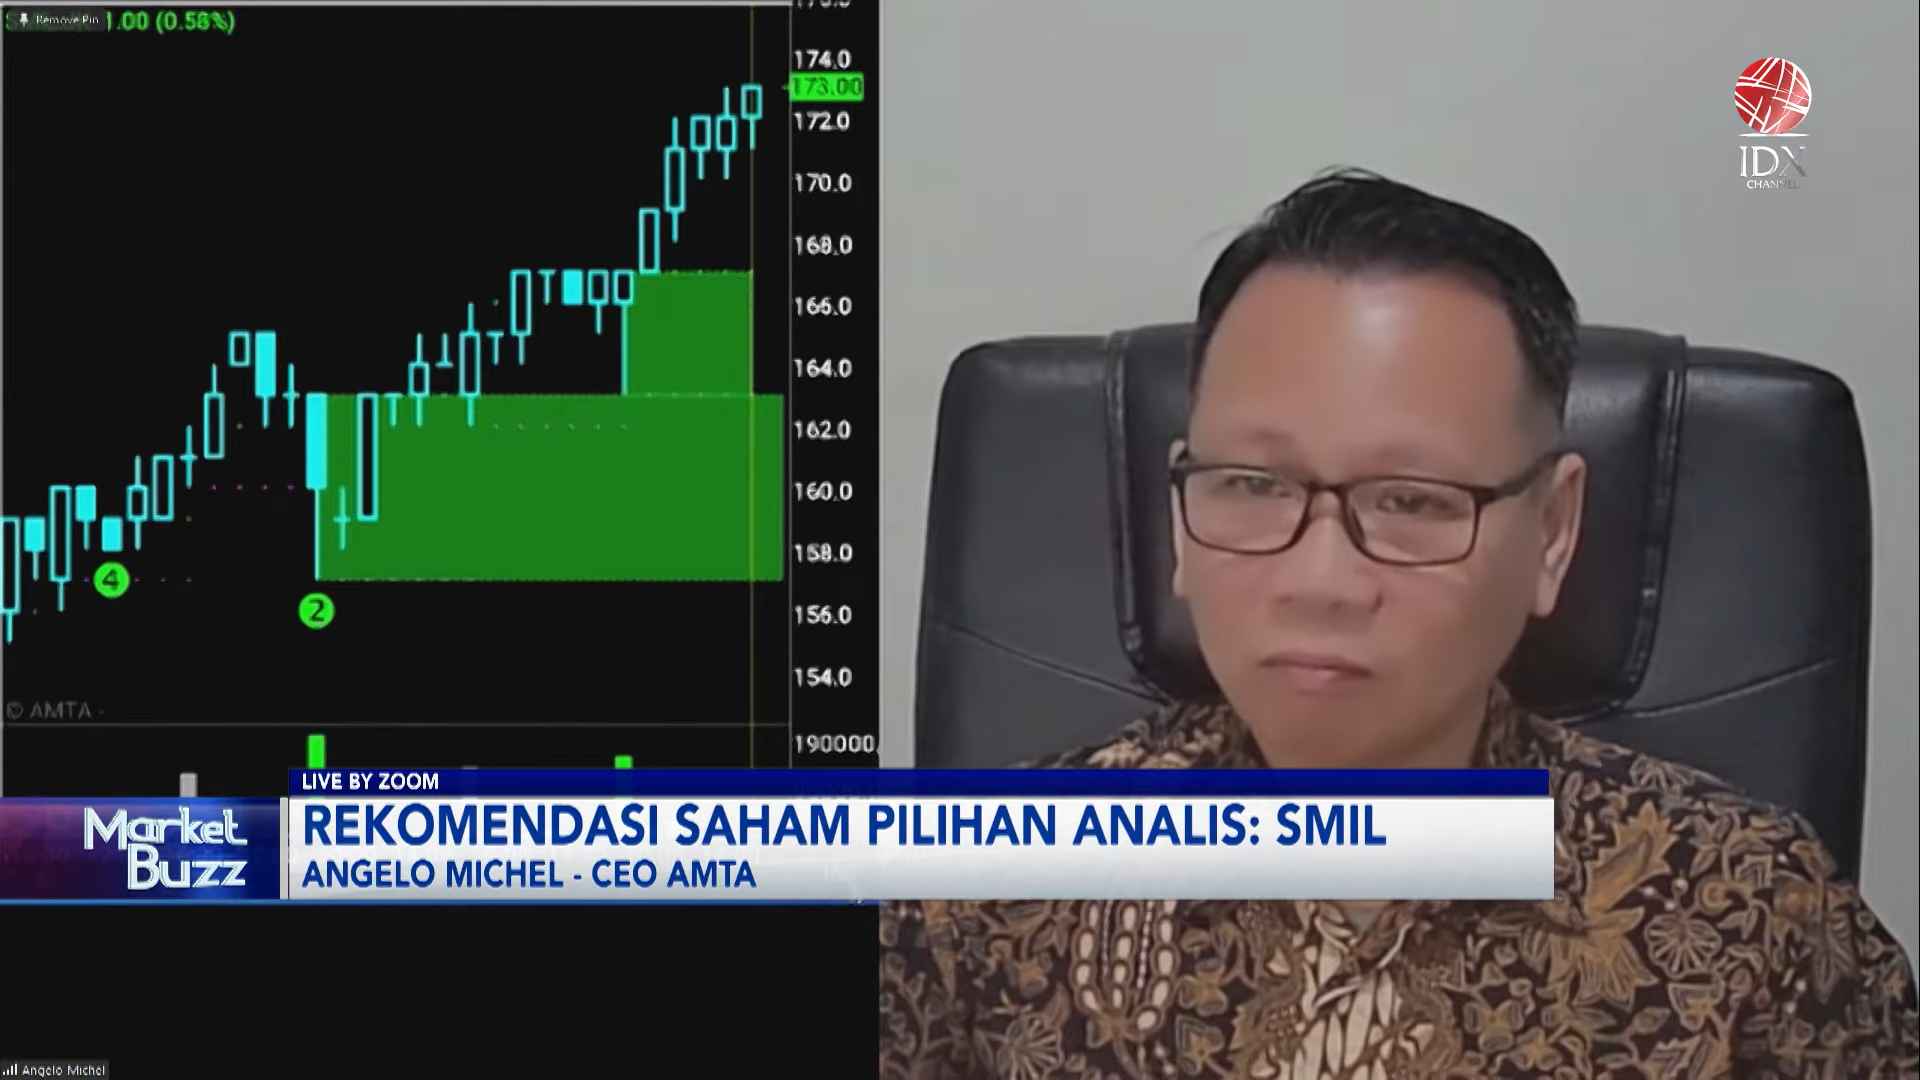 Remove Pin
1.00 (0.58%)
174.0
173.00
172.0
170.0
168.0
166.0
164.0
162.0
160.0
158.0
156.0
154.0
4
2
© AMTA -
190000.
IDX
CHANNEL
LIVE BY ZOOM
Market
Buzz
REKOMENDASI SAHAM PILIHAN ANALIS: SMIL
ANGELO MICHEL - CEO AMTA
Angelo Michel